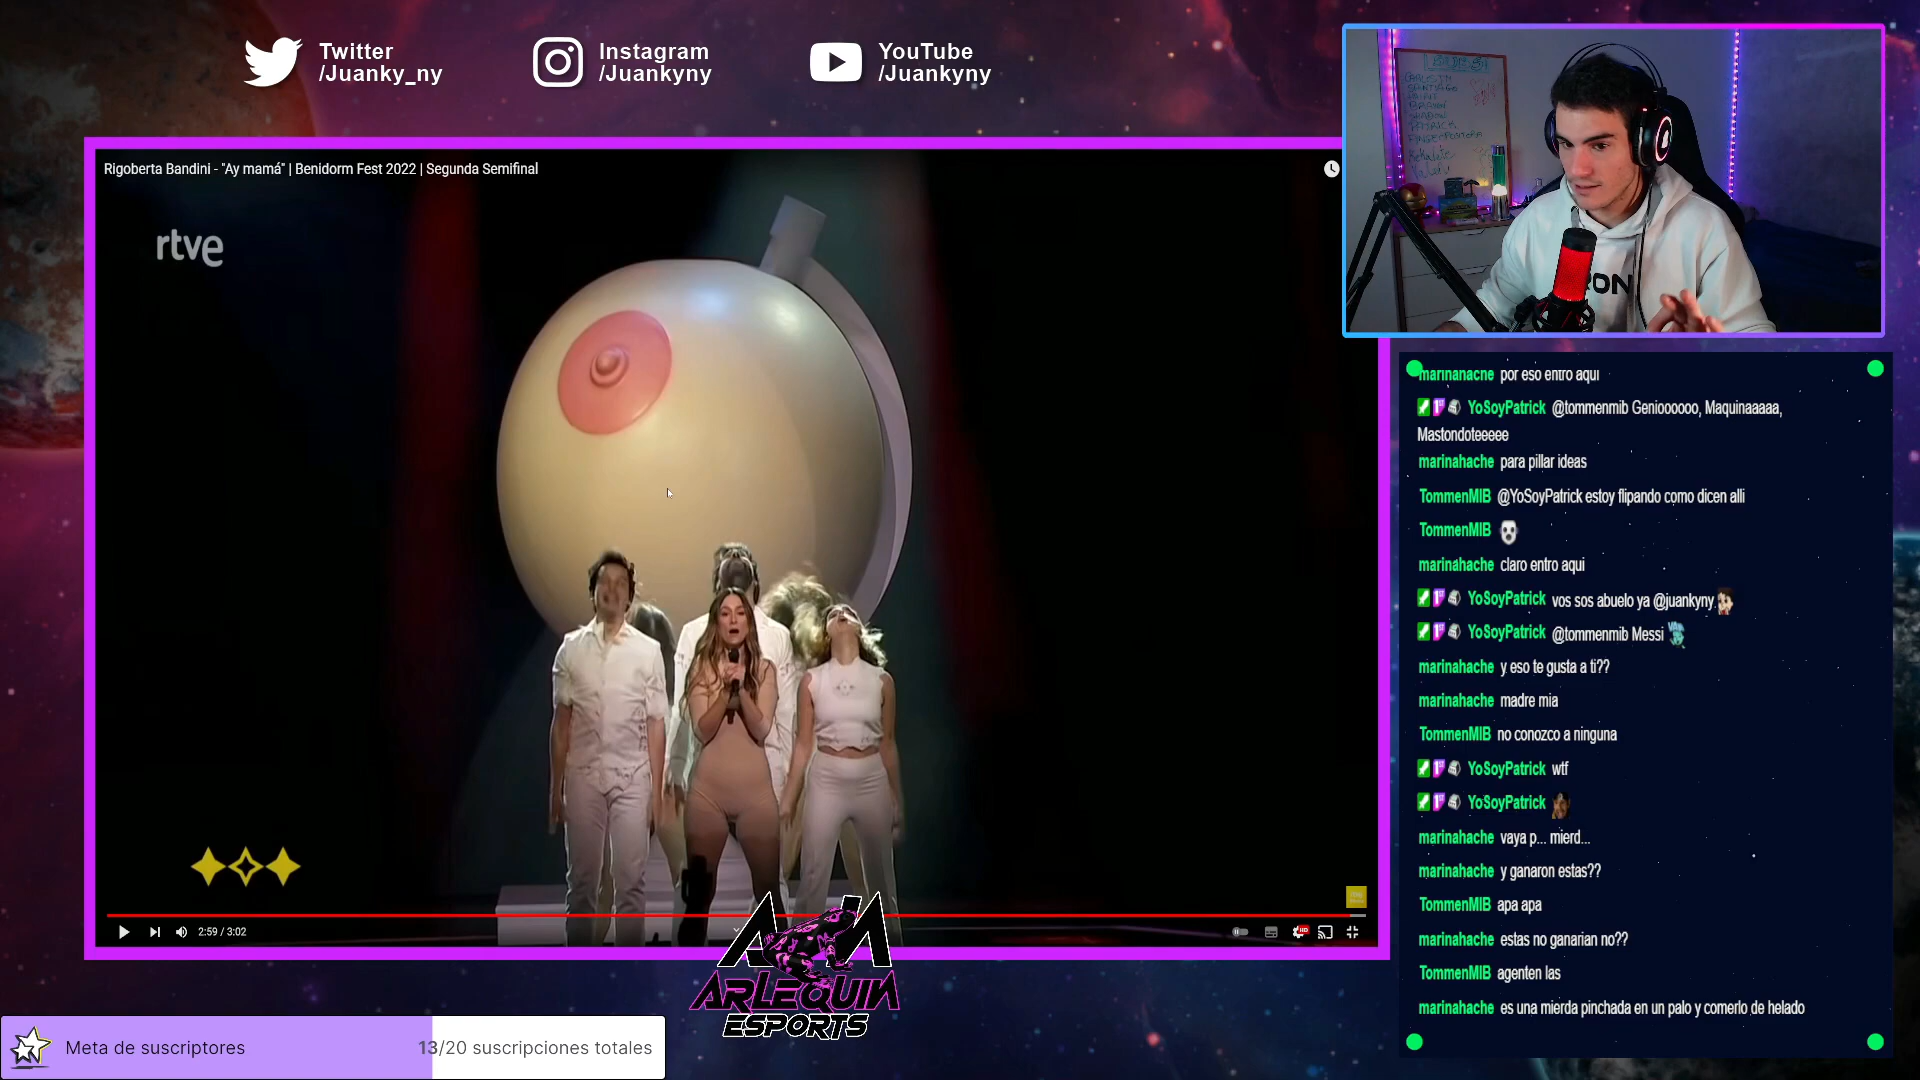 Twitter
/Juanky_ny
Instagram
/Juankyny
YouTube
/Juankyny
Rigoberta Bandini - "Ay mamá" | Benidorm Fest 2022 | Segunda Semifinal
rtve
2:59 / 3:02
HD
ARLEQUIN
ESPORTS
Meta de suscriptores
13/20 suscripciones totales
marinahache por eso entro aqui
YoSoyPatrick @tommenmib Genioooooo, Maquinaaaaa,
Mastondoteeeee
marinahache para pillar ideas
TommenMIB @YoSoyPatrick estoy flipando como dicen alli
TommenMIB
marinahache claro entro aqui
YoSoyPatrick vos sos abuelo ya @juankyny
YoSoyPatrick @tommenmib Messi
marinahache y eso te gusta a ti??
marinahache madre mia
TommenMIB no conozco a ninguna
YoSoyPatrick wtf
YoSoyPatrick
marinahache vaya p... mierd...
marinahache y ganaron estas??
TommenMIB apa apa
marinahache estas no ganarian no??
TommenMIB agenten las
marinahache es una mierda pinchada en un palo y comerlo de helado